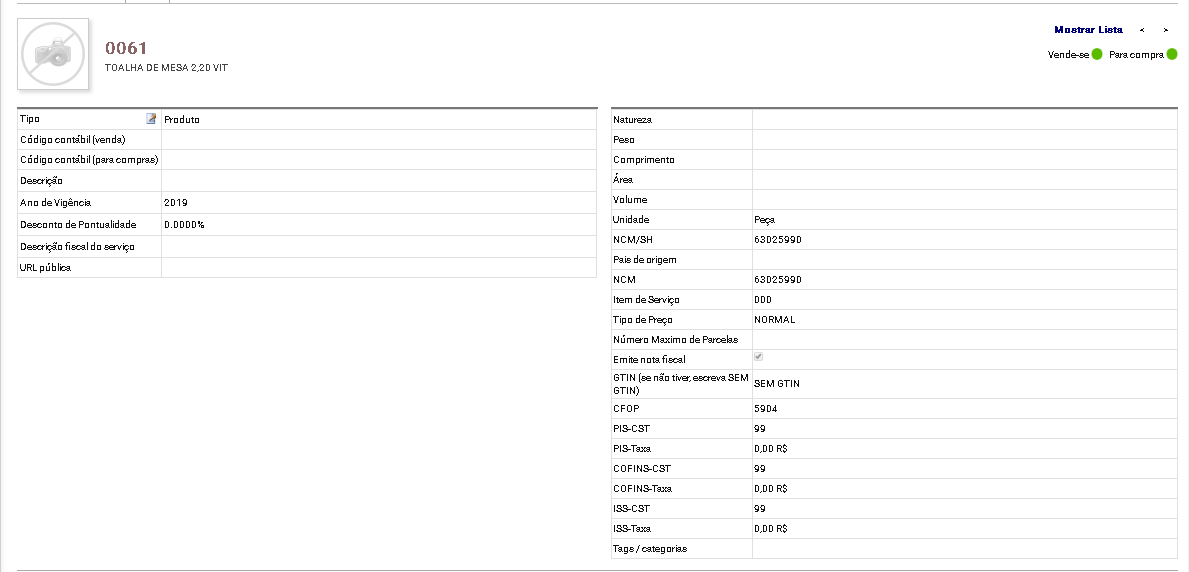 0061
TOALHA DE MESA 2,20 VIT
Mostrar Lista < >
Vende-se Para compra
Tipo Produto
Código contábil (venda)
Código contábil (para compras)
Descrição
Ano de Vigência 2019
Desconto de Pontualidade 0.0000%
Descrição fiscal do serviço
URL pública
Natureza
Peso
Comprimento
Área
Volume
Unidade Peça
NCM/SH 63025990
Pais de origem
NCM 63025990
Item de Serviço 000
Tipo de Preço NORMAL
Número Maximo de Parcelas
Emite nota fiscal
GTIN (se não tiver, escreva SEM
GTIN) SEM GTIN
CFOP 5904
PIS-CST 99
PIS-Taxa 0,00 R$
COFINS-CST 99
COFINS-Taxa 0,00 R$
ISS-CST 99
ISS-Taxa 0,00 R$
Tags / categorias